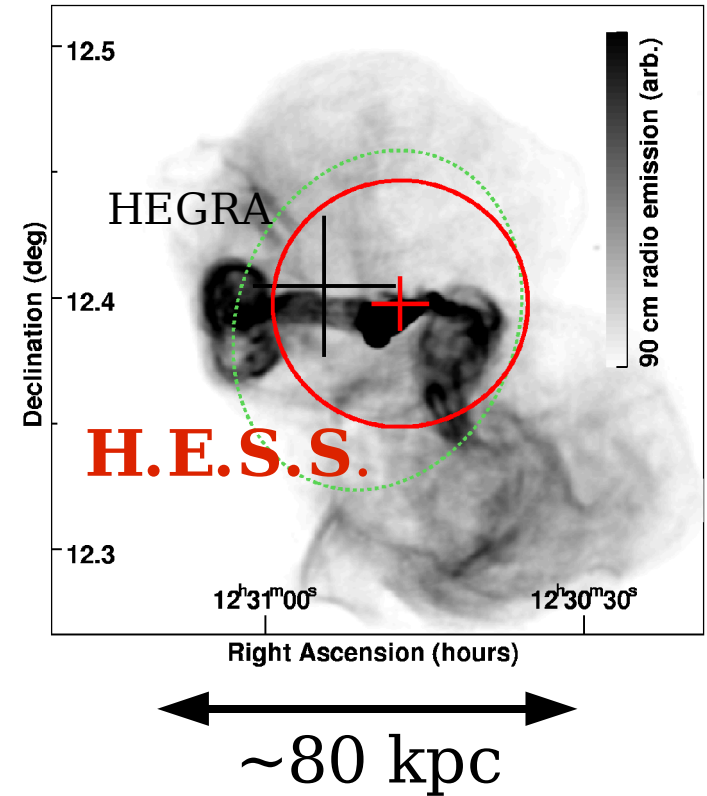 12.5
HEGRA
12.4
H.E.S.S.
12.3
12ʰ31ᵐ00ˢ
12ʰ30ᵐ30ˢ
Declination (deg)
90 cm radio emission (arb.)
Right Ascension (hours)
~80 kpc